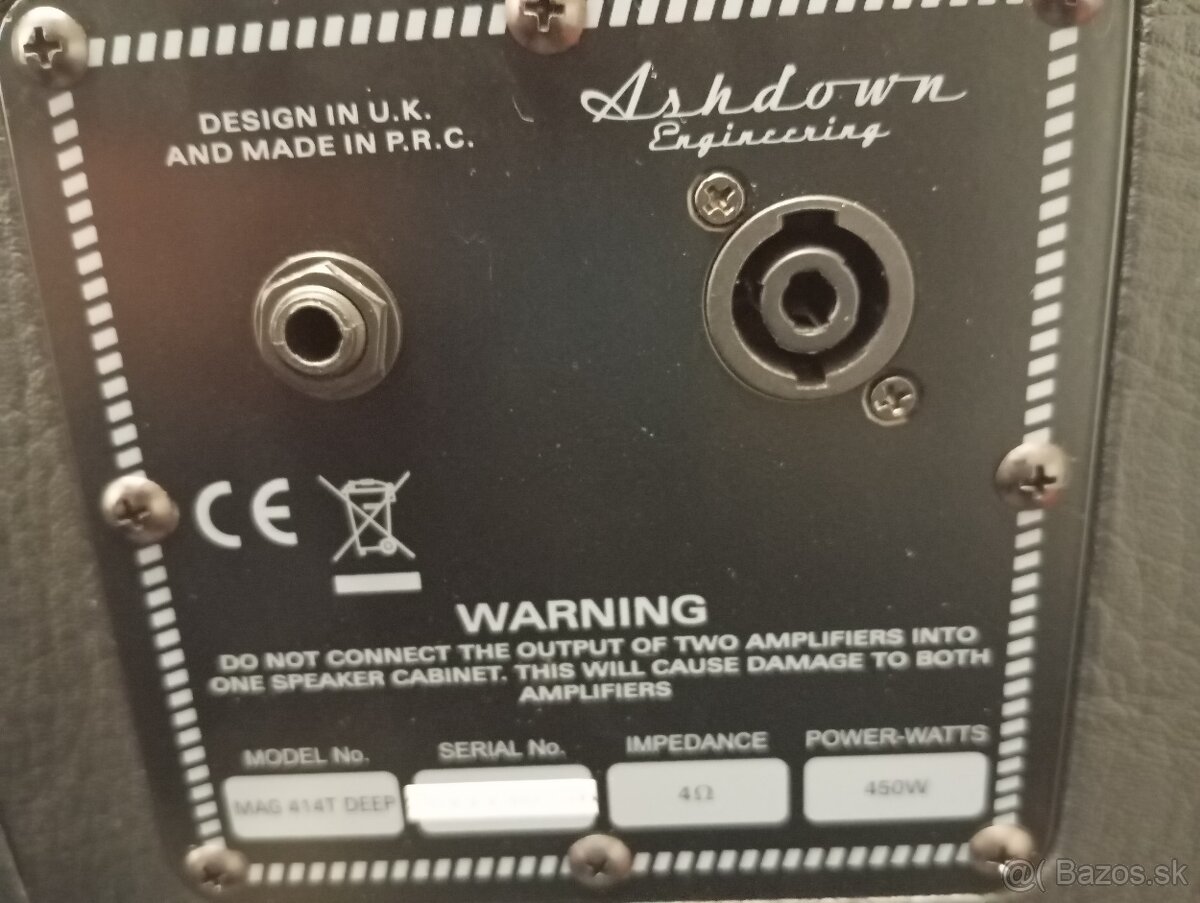 DESIGN IN U.K.
AND MADE IN P.R.C.
Ashdown
Engineering
CE
WARNING
DO NOT CONNECT THE OUTPUT OF TWO AMPLIFIERS INTO
ONE SPEAKER CABINET. THIS WILL CAUSE DAMAGE TO BOTH
AMPLIFIERS
MODEL No. SERIAL No. IMPEDANCE POWER-WATTS
MAG 414T DEEP 4Ω 450W
@( Bazos.sk